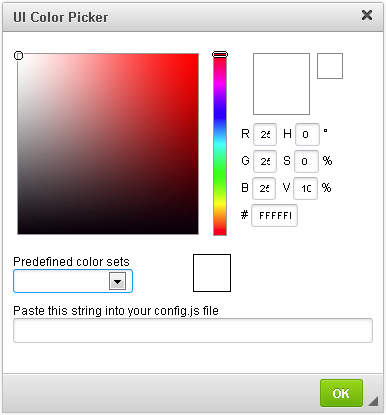 UI Color Picker
R 25 H 0 °
G 25 S 0 %
B 25 V 10 %
# FFFFF
Predefined color sets
Paste this string into your config.js file
OK